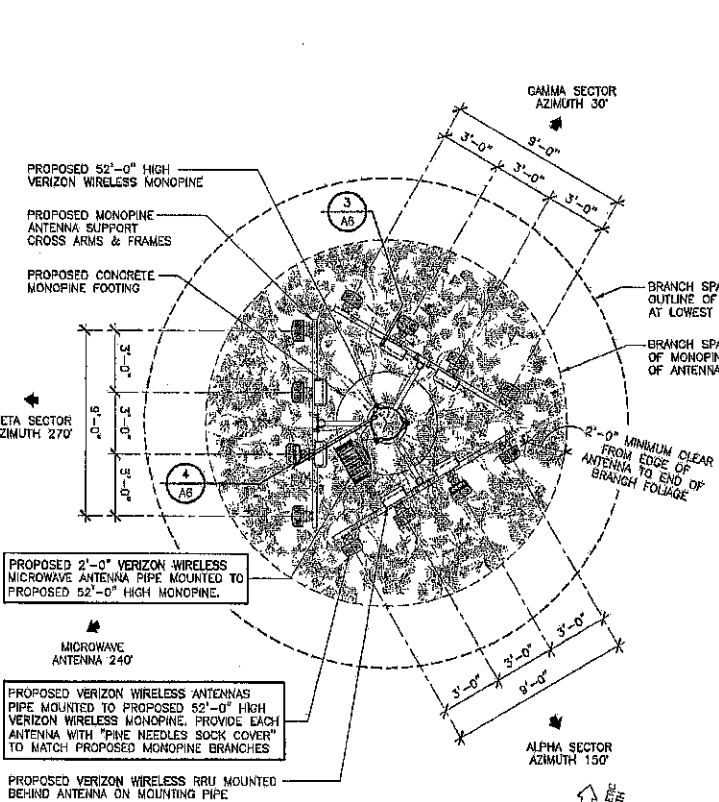 GAMMA SECTOR
AZIMUTH 30'
9'-0"
3'-0"
3'-0"
3'-0"
PROPOSED 52'-0" HIGH
VERIZON WIRELESS MONOPINE
3
A6
PROPOSED MONOPINE
ANTENNA SUPPORT
CROSS ARMS & FRAMES
PROPOSED CONCRETE
MONOPINE FOOTING
BRANCH SPA
OUTLINE OF
AT LOWEST
BRANCH SPA
OF MONOPIN
OF ANTENNA
3'-0"
3'-0"
3'-0"
9'-0"
ETA SECTOR
ZIMUTH 270'
2'-0" MINIMUM CLEAR
FROM EDGE OF
ANTENNA TO END OF
BRANCH FOLIAGE
4
A6
PROPOSED 2'-0" VERIZON WIRELESS
MICROWAVE ANTENNA PIPE MOUNTED TO
PROPOSED 52'-0" HIGH MONOPINE.
MICROWAVE
ANTENNA 240'
3'-0"
3'-0"
3'-0"
9'-0"
PROPOSED VERIZON WIRELESS ANTENNAS
PIPE MOUNTED TO PROPOSED 52'-0" HIGH
VERIZON WIRELESS MONOPINE. PROVIDE EACH
ANTENNA WITH "PINE NEEDLES SOCK COVER"
TO MATCH PROPOSED MONOPINE BRANCHES
ALPHA SECTOR
AZIMUTH 150'
PROPOSED VERIZON WIRELESS RRU MOUNTED
BEHIND ANTENNA ON MOUNTING PIPE